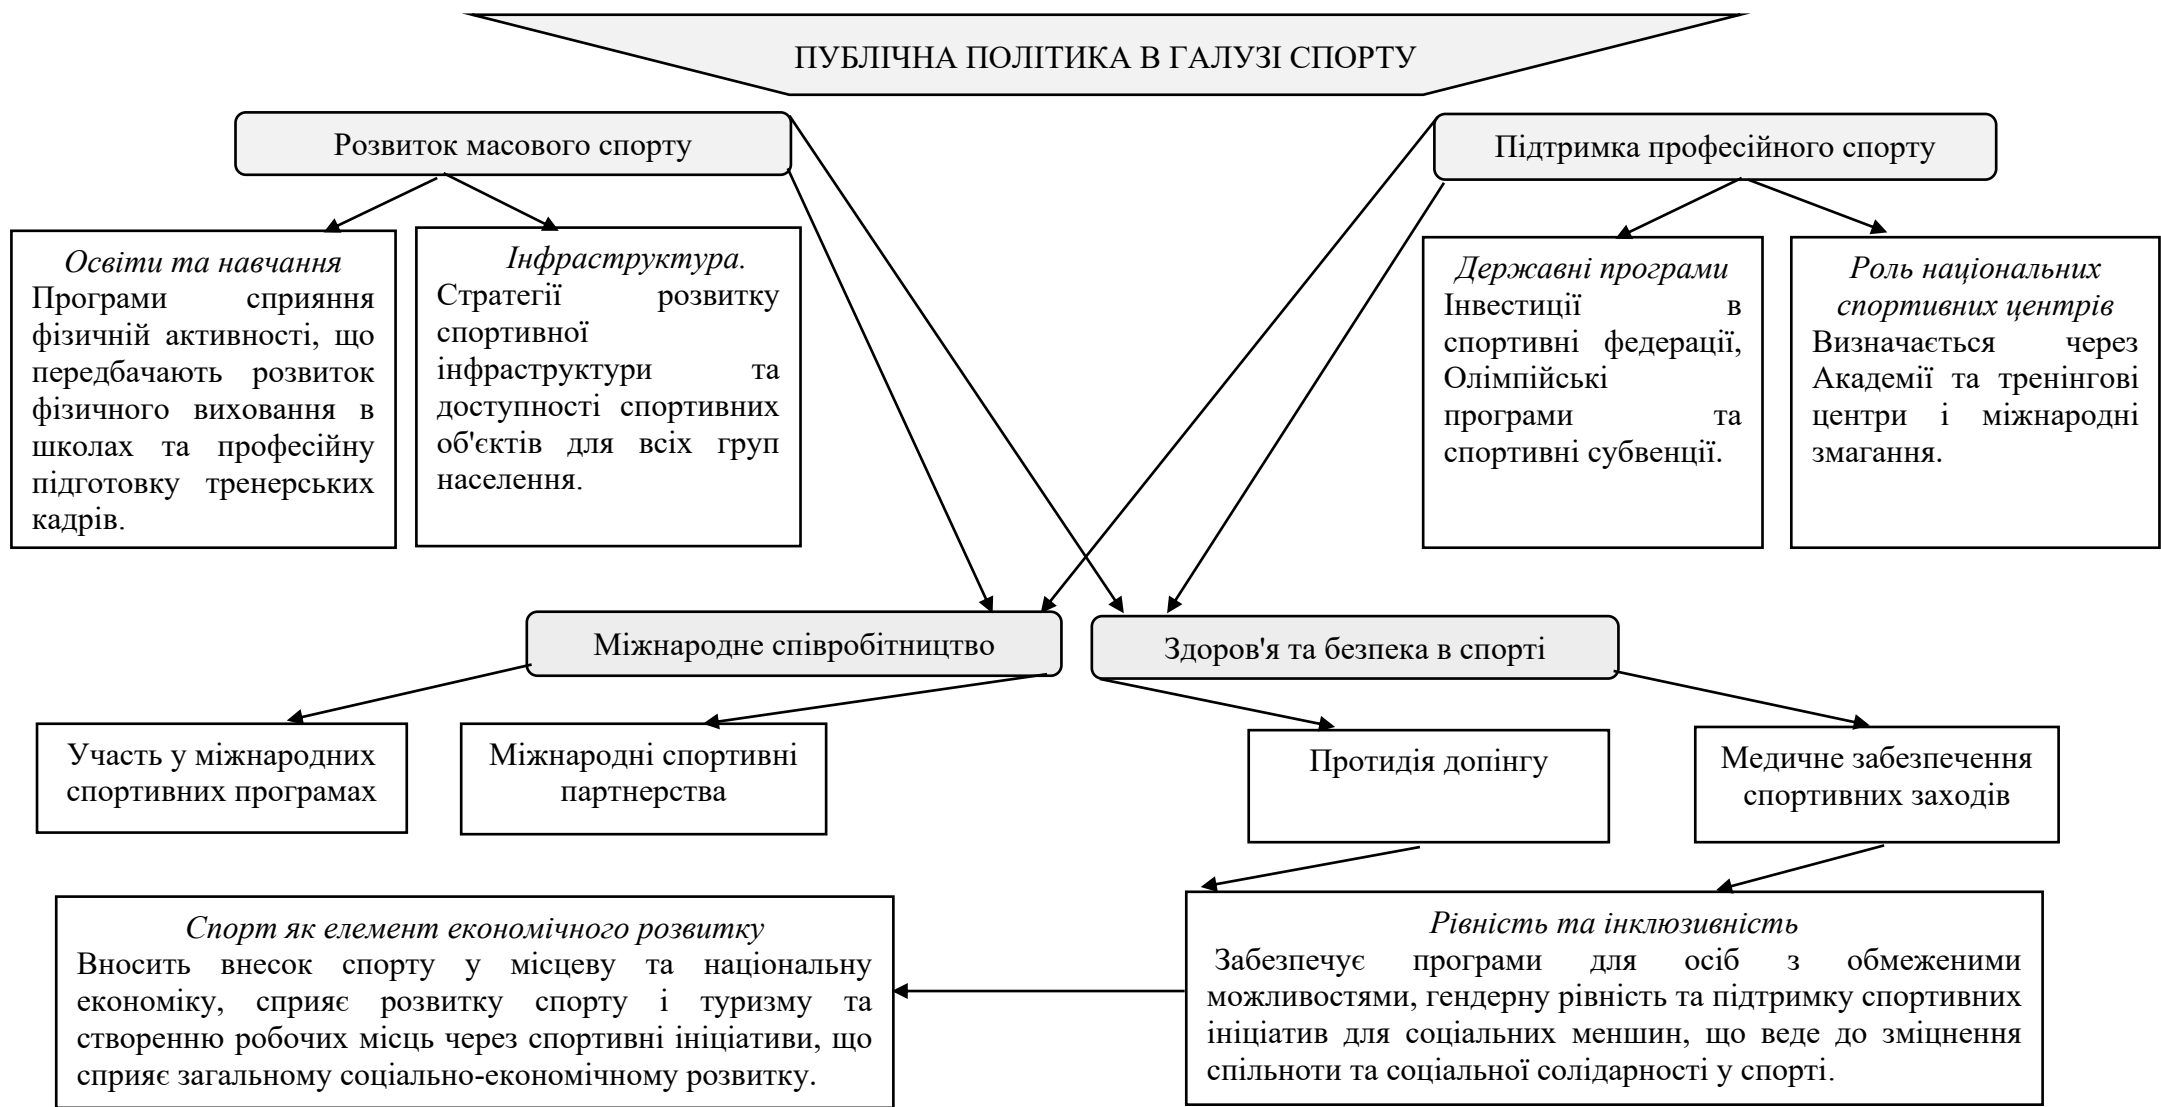 ПУБЛІЧНА ПОЛІТИКА В ГАЛУЗІ СПОРТУ
Розвиток масового спорту
Підтримка професійного спорту
Освіти та навчання
Програми сприяння
фізичній активності, що
передбачають розвиток
фізичного виховання в
школах та професійну
підготовку тренерських
кадрів.
Інфраструктура.
Стратегії розвитку
спортивної
інфраструктури та
доступності спортивних
об'єктів для всіх груп
населення.
Державні програми
Інвестиції в
спортивні федерації,
Олімпійські
програми та
спортивні субвенції.
Роль національних
спортивних центрів
Визначається через
Академії та тренінгові
центри і міжнародні
змагання.
Міжнародне співробітництво
Здоров'я та безпека в спорті
Участь у міжнародних
спортивних програмах
Міжнародні спортивні
партнерства
Протидія допінгу
Медичне забезпечення
спортивних заходів
Спорт як елемент економічного розвитку
Вносить внесок спорту у місцеву та національну
економіку, сприяє розвитку спорту і туризму та
створенню робочих місць через спортивні ініціативи, що
сприяє загальному соціально-економічному розвитку.
Рівність та інклюзивність
Забезпечує програми для осіб з обмеженими
можливостями, гендерну рівність та підтримку спортивних
ініціатив для соціальних меншин, що веде до зміцнення
спільноти та соціальної солідарності у спорті.